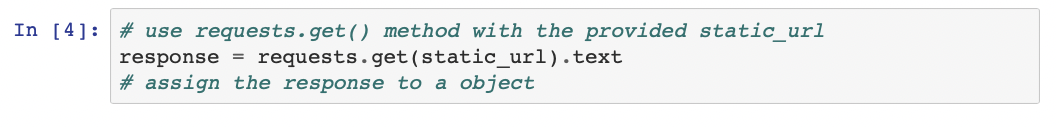 In [4]: # use requests.get() method with the provided static_url
response = requests.get(static_url).text
# assign the response to a object